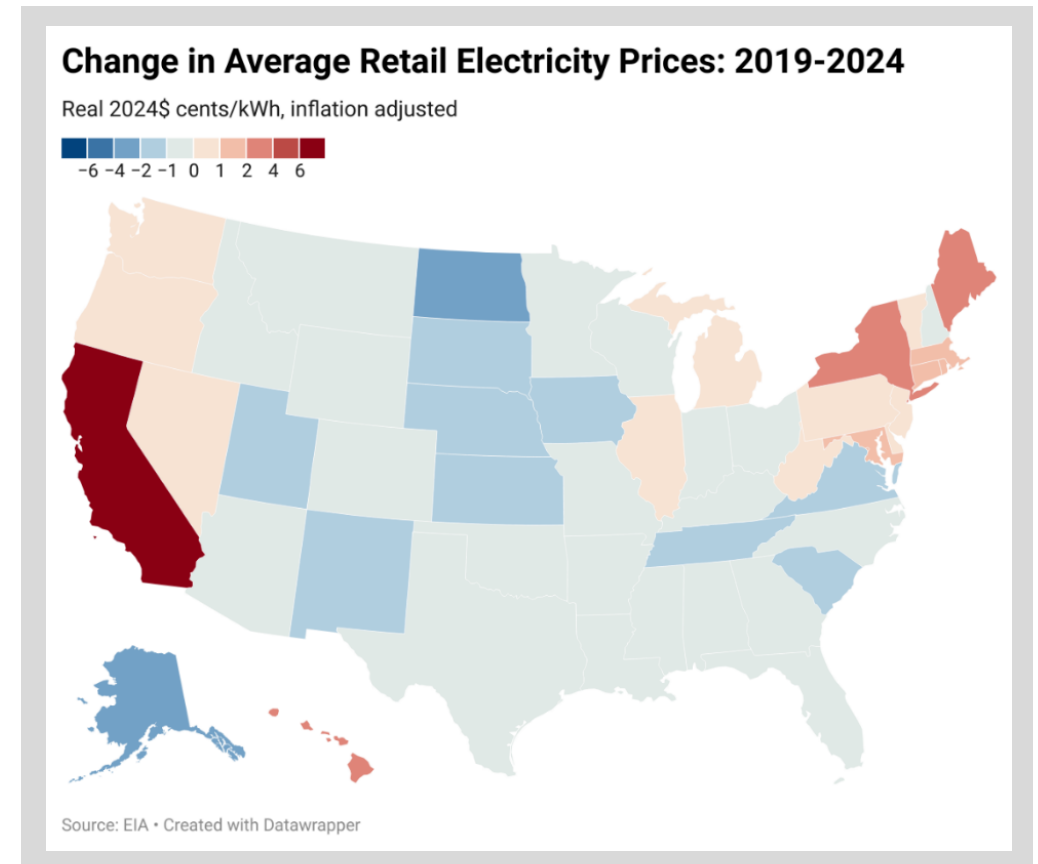 Change in Average Retail Electricity Prices: 2019-2024
Real 2024$ cents/kWh, inflation adjusted
−6 −4 −2 −1 0 1 2 4 6
Source: EIA • Created with Datawrapper